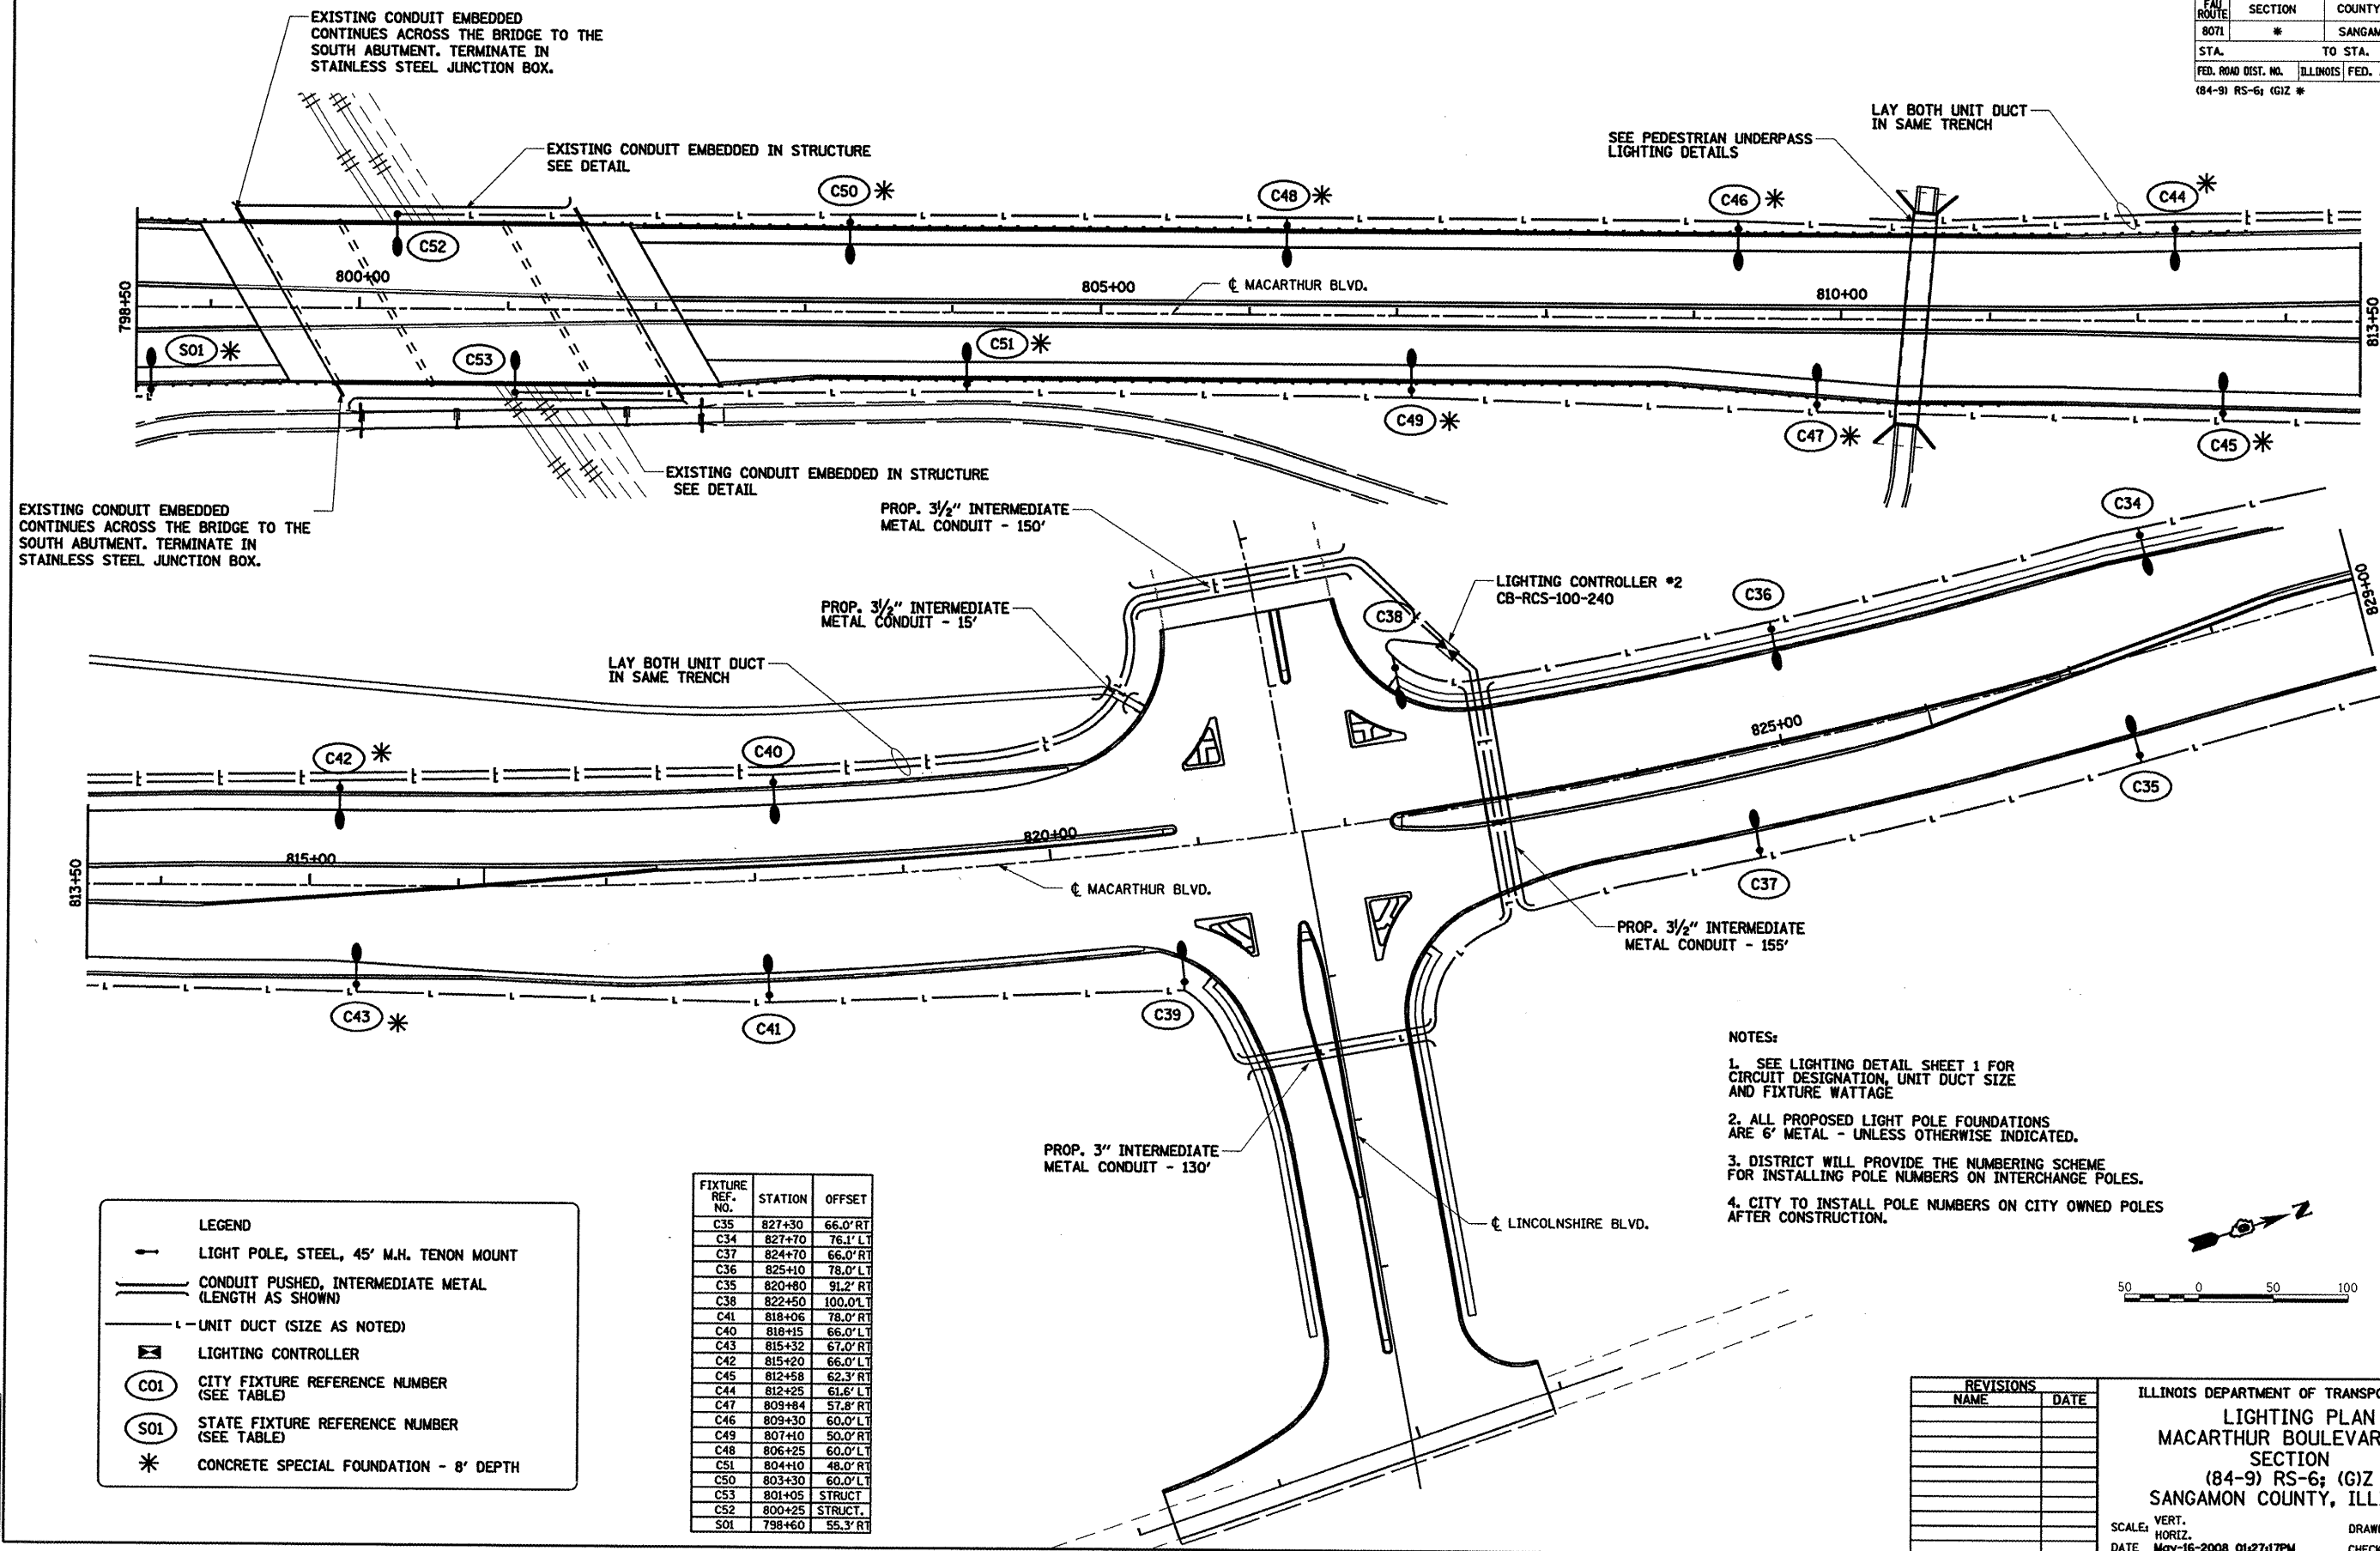 EXISTING CONDUIT EMBEDDED
CONTINUES ACROSS THE BRIDGE TO THE
SOUTH ABUTMENT. TERMINATE IN
STAINLESS STEEL JUNCTION BOX.
FAU ROUTE SECTION COUNTY
8071 * SANGAM
STA. TO STA.
FED. ROAD DIST. NO. ILLINOIS FED.
(84-9) RS-6; (G)Z *
EXISTING CONDUIT EMBEDDED IN STRUCTURE
SEE DETAIL
SEE PEDESTRIAN UNDERPASS
LIGHTING DETAILS
LAY BOTH UNIT DUCT
IN SAME TRENCH
C52
C50 *
C48 *
C46 *
C44 *
798+50
800+00
805+00
℄ MACARTHUR BLVD.
810+00
813+50
S01 *
C53
C51 *
C49 *
C47 *
C45 *
EXISTING CONDUIT EMBEDDED IN STRUCTURE
SEE DETAIL
EXISTING CONDUIT EMBEDDED
CONTINUES ACROSS THE BRIDGE TO THE
SOUTH ABUTMENT. TERMINATE IN
STAINLESS STEEL JUNCTION BOX.
PROP. 3½" INTERMEDIATE
METAL CONDUIT - 150'
PROP. 3½" INTERMEDIATE
METAL CONDUIT - 15'
LAY BOTH UNIT DUCT
IN SAME TRENCH
LIGHTING CONTROLLER #2
CB-RCS-100-240
C38
C36
C34
829+00
C42 *
C40
813+50
815+00
820+00
825+00
℄ MACARTHUR BLVD.
C35
C37
PROP. 3½" INTERMEDIATE
METAL CONDUIT - 155'
C43 *
C41
C39
PROP. 3" INTERMEDIATE
METAL CONDUIT - 130'
℄ LINCOLNSHIRE BLVD.
NOTES:
1. SEE LIGHTING DETAIL SHEET 1 FOR
CIRCUIT DESIGNATION, UNIT DUCT SIZE
AND FIXTURE WATTAGE
2. ALL PROPOSED LIGHT POLE FOUNDATIONS
ARE 6' METAL - UNLESS OTHERWISE INDICATED.
3. DISTRICT WILL PROVIDE THE NUMBERING SCHEME
FOR INSTALLING POLE NUMBERS ON INTERCHANGE POLES.
4. CITY TO INSTALL POLE NUMBERS ON CITY OWNED POLES
AFTER CONSTRUCTION.
N
50 0 50 100
LEGEND
LIGHT POLE, STEEL, 45' M.H. TENON MOUNT
CONDUIT PUSHED, INTERMEDIATE METAL
(LENGTH AS SHOWN)
L UNIT DUCT (SIZE AS NOTED)
LIGHTING CONTROLLER
C01 CITY FIXTURE REFERENCE NUMBER
(SEE TABLE)
S01 STATE FIXTURE REFERENCE NUMBER
(SEE TABLE)
* CONCRETE SPECIAL FOUNDATION - 8' DEPTH
FIXTURE REF. NO. STATION OFFSET
C35 827+30 66.0' RT
C34 827+70 76.1' LT
C37 824+70 66.0' RT
C36 825+10 78.0' LT
C35 820+80 91.2' RT
C38 822+50 100.0'LT
C41 818+06 78.0' RT
C40 818+15 66.0' LT
C43 815+32 67.0' RT
C42 815+20 66.0' LT
C45 812+58 62.3' RT
C44 812+25 61.6' LT
C47 809+84 57.8' RT
C46 809+30 60.0' LT
C49 807+10 50.0' RT
C48 806+25 60.0' LT
C51 804+10 48.0' RT
C50 803+30 60.0' LT
C53 801+05 STRUCT
C52 800+25 STRUCT.
S01 798+60 55.3' RT
REVISIONS
NAME DATE
ILLINOIS DEPARTMENT OF TRANSPO
LIGHTING PLAN
MACARTHUR BOULEVAR
SECTION
(84-9) RS-6; (G)Z
SANGAMON COUNTY, ILL
SCALE: VERT.
HORIZ.
DRAW
DATE May-16-2008 01:27:17PM
CHECK